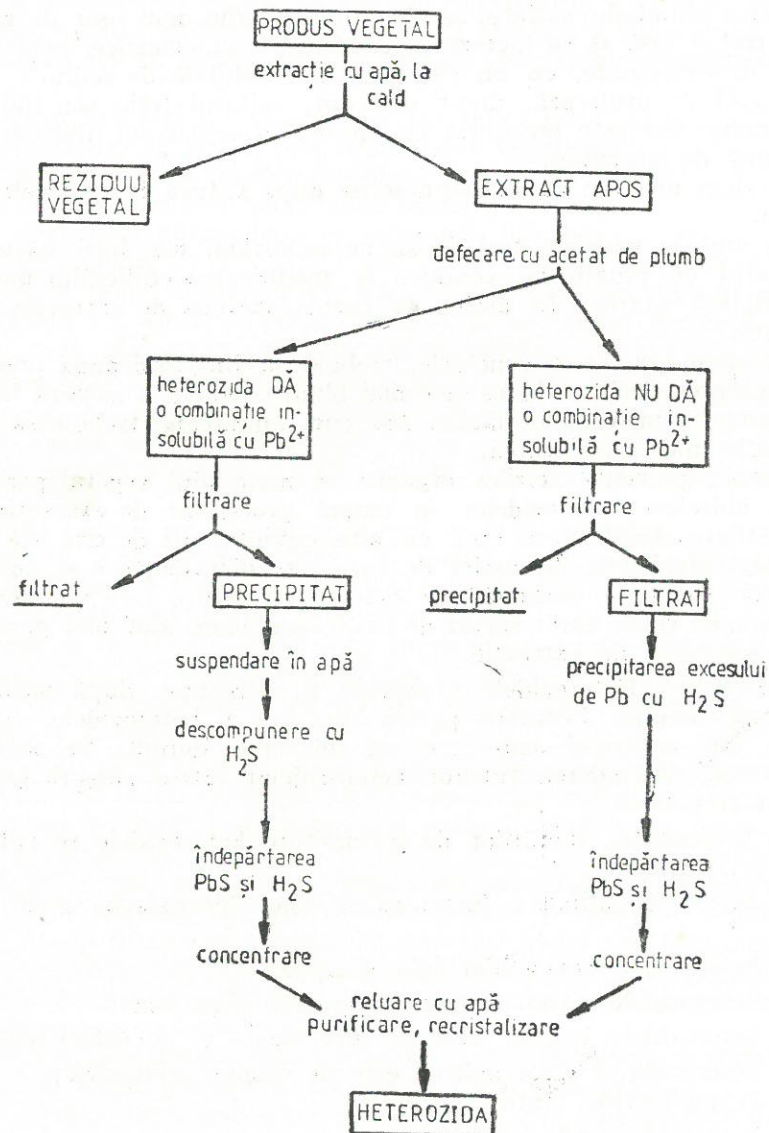 PRODUS VEGETAL
extractie cu apă, la
cald
REZIDUU
VEGETAL
EXTRACT APOS
defecare cu acetat de plumb
heterozida DĂ
o combinație in-
solubilă cu Pb²⁺
heterozida NU DĂ
o combinație in-
solubilă cu Pb²⁺
filtrare
filtrare
filtrat
PRECIPITAT
precipitat
FILTRAT
suspendare în apă
precipitarea excesului
de Pb cu H₂S
descompunere cu
H₂S
îndepărtarea
PbS și H₂S
îndepărtarea
PbS și H₂S
concentrare
concentrare
reluare cu apă
purificare, recristalizare
HETEROZIDA